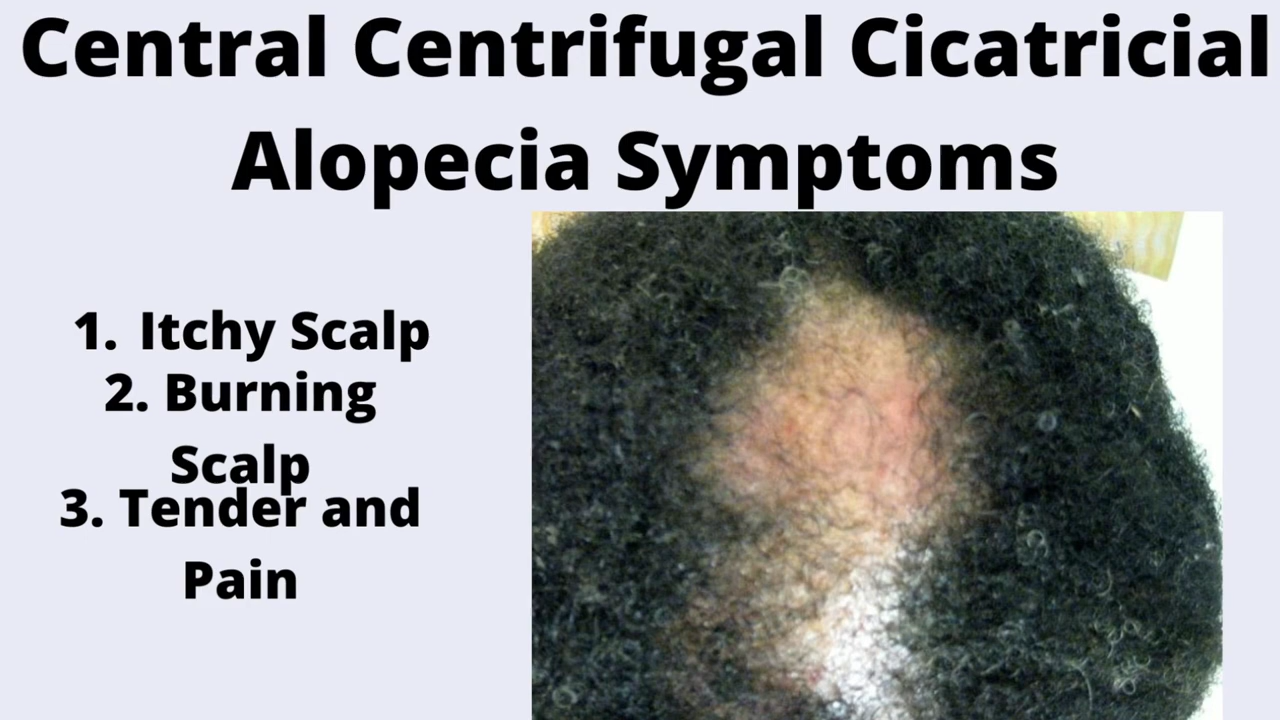 Central Centrifugal Cicatricial
Alopecia Symptoms
1. Itchy Scalp
2. Burning
Scalp
3. Tender and
Pain